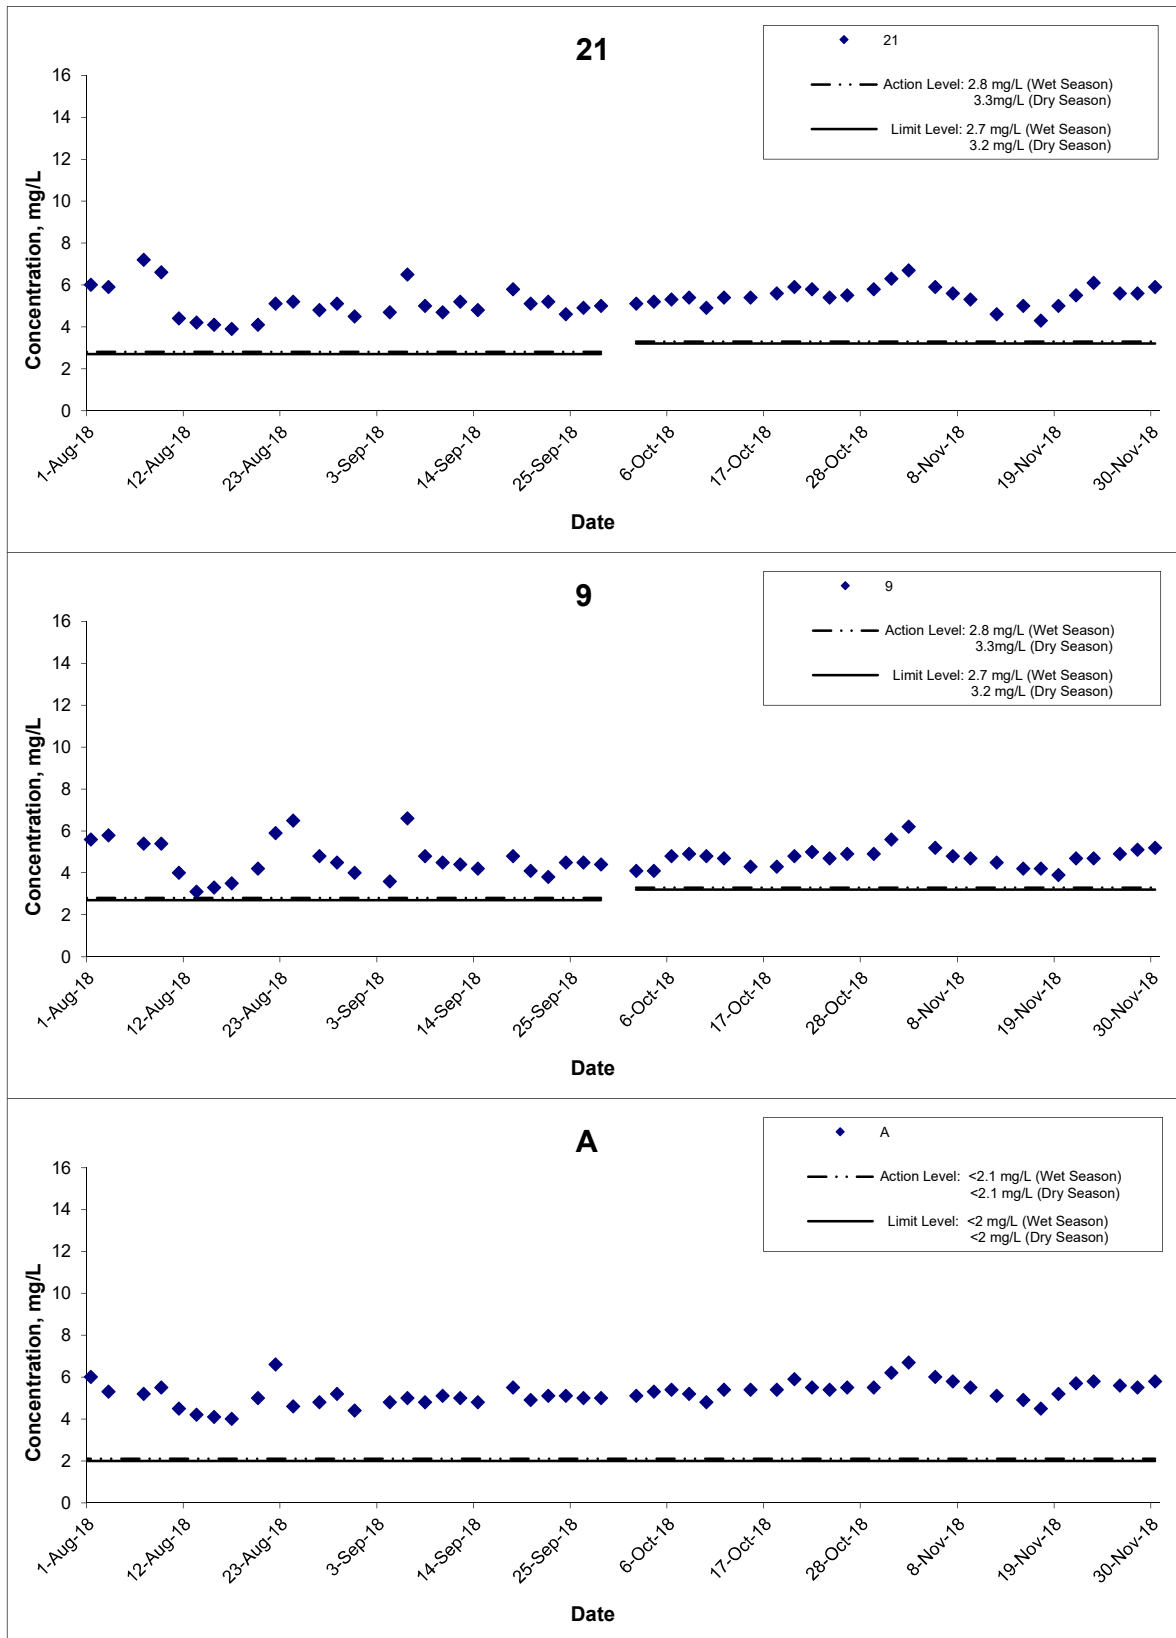 21
21
Action Level: 2.8 mg/L (Wet Season)
3.3mg/L (Dry Season)
Limit Level: 2.7 mg/L (Wet Season)
3.2 mg/L (Dry Season)
Concentration, mg/L
16
14
12
10
8
6
4
2
0
1-Aug-18
12-Aug-18
23-Aug-18
3-Sep-18
14-Sep-18
25-Sep-18
6-Oct-18
17-Oct-18
28-Oct-18
8-Nov-18
19-Nov-18
30-Nov-18
Date
9
9
Action Level: 2.8 mg/L (Wet Season)
3.3mg/L (Dry Season)
Limit Level: 2.7 mg/L (Wet Season)
3.2 mg/L (Dry Season)
Concentration, mg/L
16
14
12
10
8
6
4
2
0
1-Aug-18
12-Aug-18
23-Aug-18
3-Sep-18
14-Sep-18
25-Sep-18
6-Oct-18
17-Oct-18
28-Oct-18
8-Nov-18
19-Nov-18
30-Nov-18
Date
A
A
Action Level: <2.1 mg/L (Wet Season)
<2.1 mg/L (Dry Season)
Limit Level: <2 mg/L (Wet Season)
<2 mg/L (Dry Season)
Concentration, mg/L
16
14
12
10
8
6
4
2
0
1-Aug-18
12-Aug-18
23-Aug-18
3-Sep-18
14-Sep-18
25-Sep-18
6-Oct-18
17-Oct-18
28-Oct-18
8-Nov-18
19-Nov-18
30-Nov-18
Date